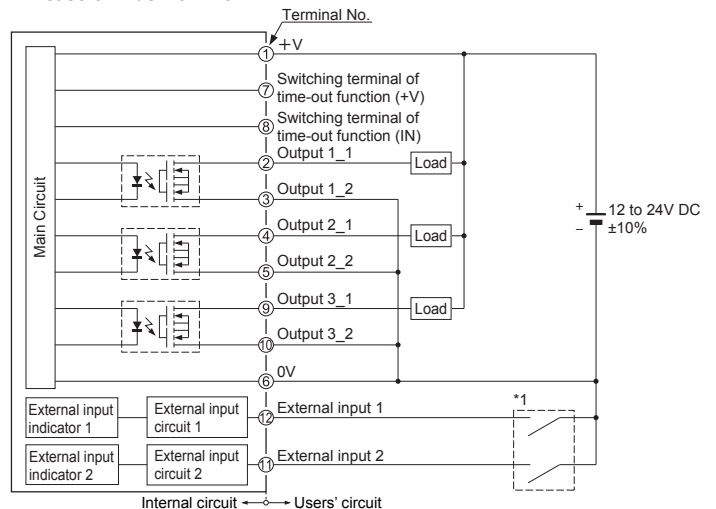 Terminal No.
① +V
⑦ Switching terminal of
time-out function (+V)
⑧ Switching terminal of
time-out function (IN)
② Output 1_1
Load
③ Output 1_2
④ Output 2_1
Load
⑤ Output 2_2
⑨ Output 3_1
Load
⑩ Output 3_2
⑥ 0V
Main Circuit
+ 12 to 24V DC
– ±10%
*1
External input
indicator 1
External input
circuit 1
⑫ External input 1
External input
indicator 2
External input
circuit 2
⑪ External input 2
Internal circuit
Users' circuit